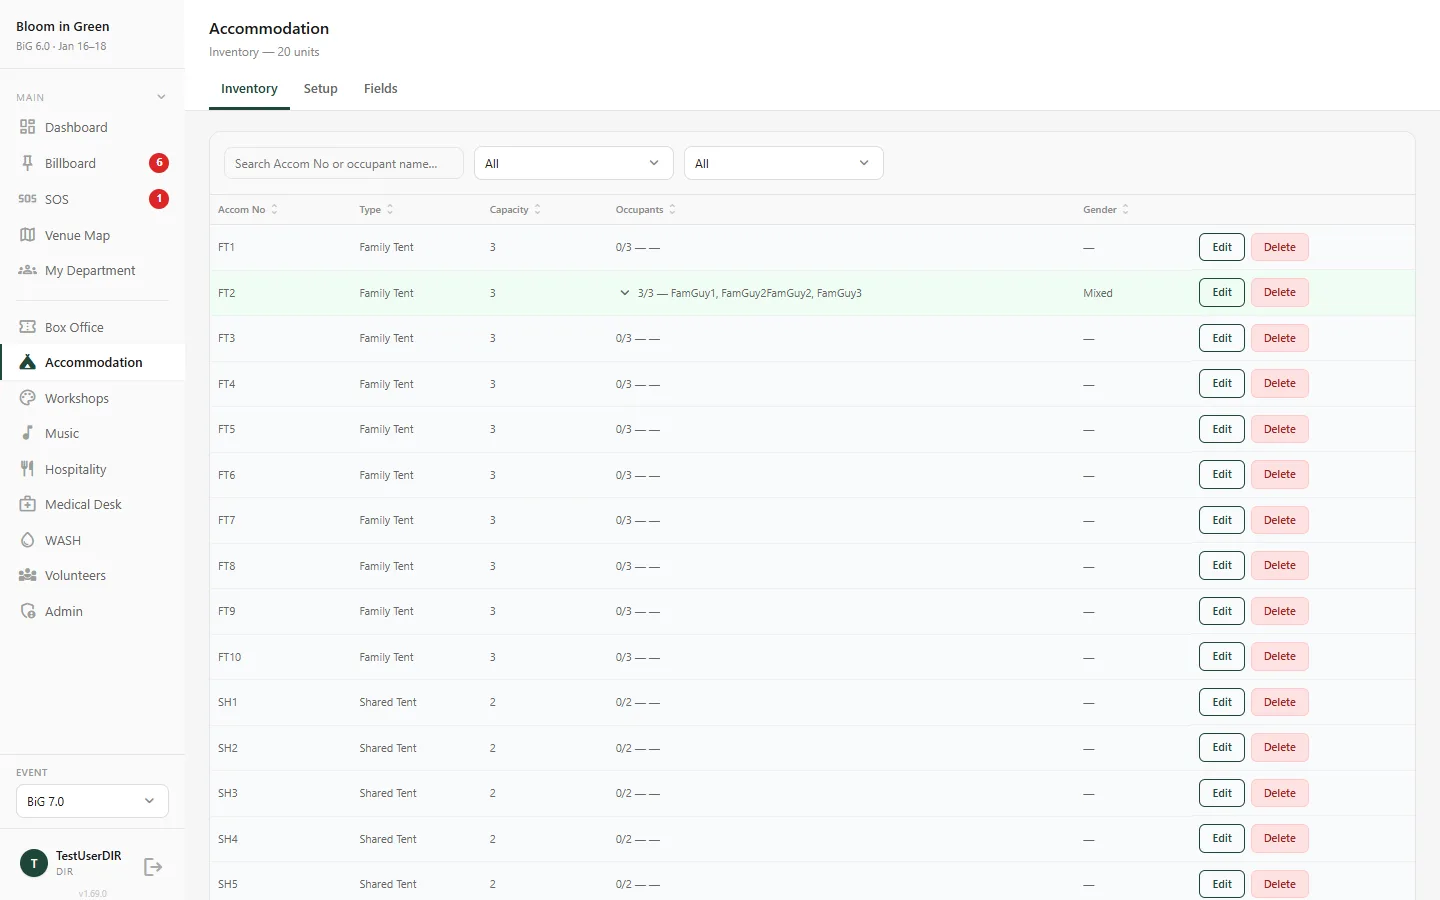 Bloom in Green
BiG 6.0 · Jan 16–18
MAIN
Dashboard
Billboard 6
SOS SOS 1
Venue Map
My Department
Box Office
Accommodation
Workshops
Music
Hospitality
Medical Desk
WASH
Volunteers
Admin
EVENT
BiG 7.0
T TestUserDIR
DIR
v1.69.0
Accommodation
Inventory — 20 units
Inventory Setup Fields
Search Accom No or occupant name... All All
Accom No Type Capacity Occupants Gender
FT1 Family Tent 3 0/3 — — — Edit Delete
FT2 Family Tent 3 3/3 — FamGuy1, FamGuy2FamGuy2, FamGuy3 Mixed Edit Delete
FT3 Family Tent 3 0/3 — — — Edit Delete
FT4 Family Tent 3 0/3 — — — Edit Delete
FT5 Family Tent 3 0/3 — — — Edit Delete
FT6 Family Tent 3 0/3 — — — Edit Delete
FT7 Family Tent 3 0/3 — — — Edit Delete
FT8 Family Tent 3 0/3 — — — Edit Delete
FT9 Family Tent 3 0/3 — — — Edit Delete
FT10 Family Tent 3 0/3 — — — Edit Delete
SH1 Shared Tent 2 0/2 — — — Edit Delete
SH2 Shared Tent 2 0/2 — — — Edit Delete
SH3 Shared Tent 2 0/2 — — — Edit Delete
SH4 Shared Tent 2 0/2 — — — Edit Delete
SH5 Shared Tent 2 0/2 — — — Edit Delete